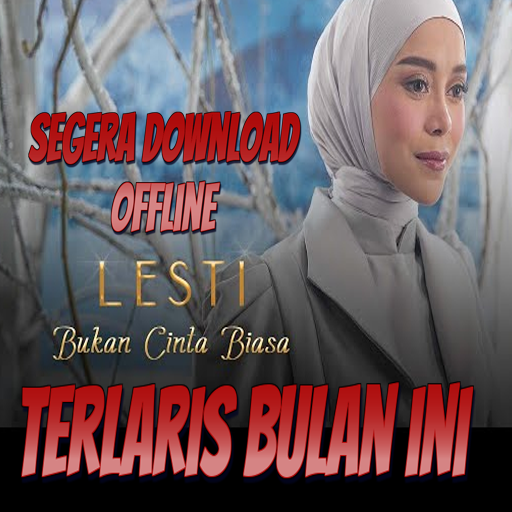 SEGERA DOWNLOAD
OFFLINE
LESTI
Bukan Cinta Biasa
TERLARIS BULAN INI